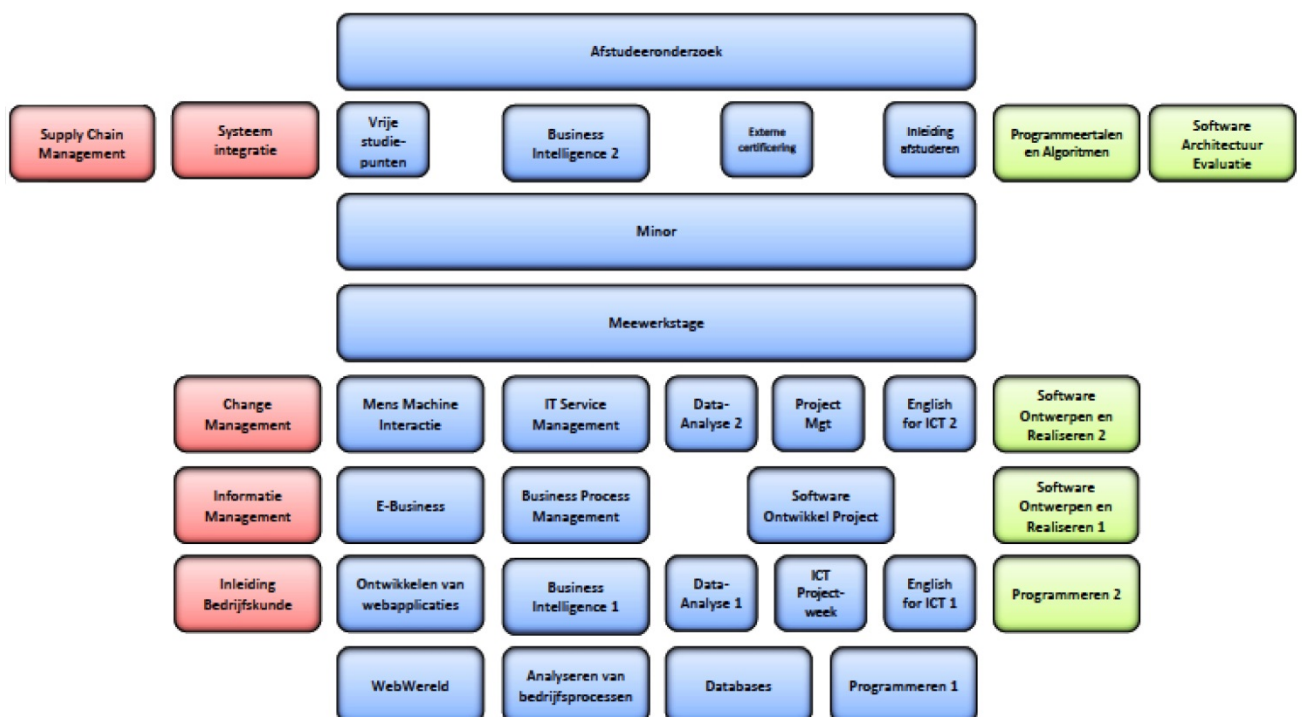 Afstudeeronderzoek
Supply Chain
Management
Systeem
integratie
Vrije
studie-
punten
Business
Intelligence 2
Externe
certificering
Inleiding
afstuderen
Programmeertalen
en Algoritmen
Software
Architectuur
Evaluatie
Minor
Meewerkstage
Change
Management
Mens Machine
Interactie
IT Service
Management
Data-
Analyse 2
Project
Mgt
English
for ICT 2
Software
Ontwerpen en
Realiseren 2
Informatie
Management
E-Business
Business Process
Management
Software
Ontwikkel Project
Software
Ontwerpen en
Realiseren 1
Inleiding
Bedrijfskunde
Ontwikkelen van
webapplicaties
Business
Intelligence 1
Data-
Analyse 1
ICT
Project-
week
English
for ICT 1
Programmeren 2
WebWereld
Analyseren van
bedrijfsprocessen
Databases
Programmeren 1